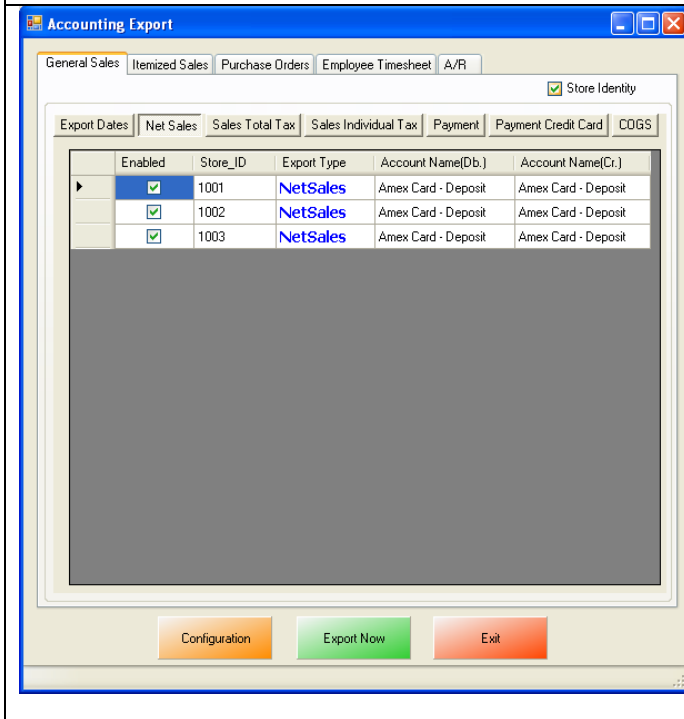 Accounting Export
General Sales Itemized Sales Purchase Orders Employee Timesheet A/R
Store Identity
Export Dates Net Sales Sales Total Tax Sales Individual Tax Payment Payment Credit Card COGS
Enabled Store_ID Export Type Account Name(Db.) Account Name(Cr.)
1001 NetSales Amex Card - Deposit Amex Card - Deposit
1002 NetSales Amex Card - Deposit Amex Card - Deposit
1003 NetSales Amex Card - Deposit Amex Card - Deposit
Configuration Export Now Exit